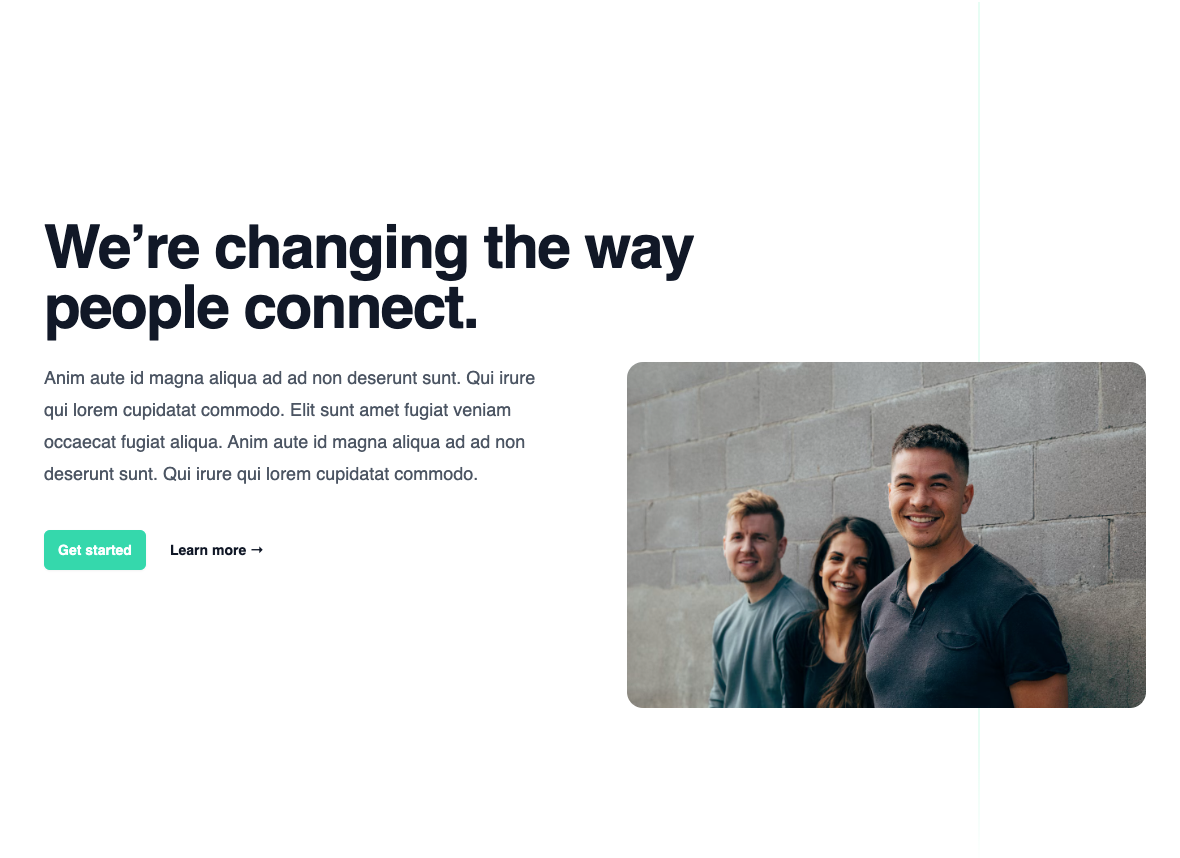 We’re changing the way
people connect.
Anim aute id magna aliqua ad ad non deserunt sunt. Qui irure
qui lorem cupidatat commodo. Elit sunt amet fugiat veniam
occaecat fugiat aliqua. Anim aute id magna aliqua ad ad non
deserunt sunt. Qui irure qui lorem cupidatat commodo.
Get started
Learn more →